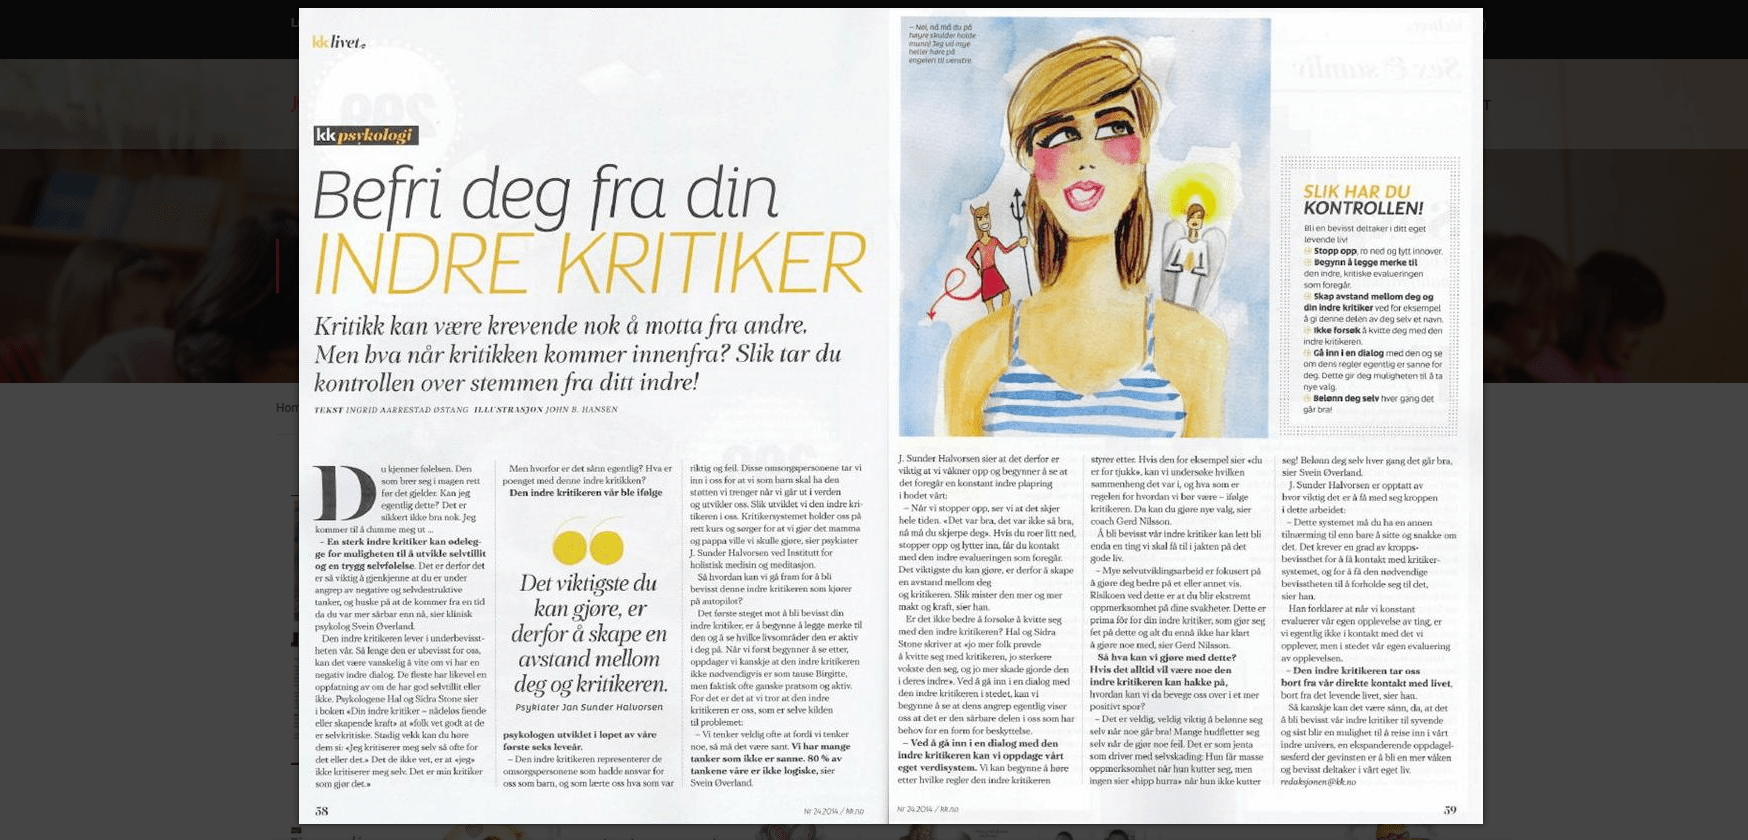 kk livet
kk psykologi
Befri deg fra din
INDRE KRITIKER
Kritikk kan være krevende nok å motta fra andre.
Men hva når kritikken kommer innenfra? Slik tar du
kontrollen over stemmen fra ditt indre!
TEKST INGRID AARRESTAD ØSTANG ILLUSTRASJON JOHN B. HANSEN
Du kjenner følelsen. Den
som brer seg i magen rett
før det gjelder. Kan jeg
egentlig dette? Det er
sikkert ikke bra nok. Jeg
kommer til å dumme meg ut ...
– En sterk indre kritiker kan ødeleg-
ge for muligheten til å utvikle selvtillit
og en trygg selvfølelse. Det er derfor det
er så viktig å gjenkjenne at du er under
angrep av negative og selvdestruktive
tanker, og huske på at de kommer fra en tid
da du var mer sårbar enn nå, sier klinisk
psykolog Svein Øverland.
Den indre kritikeren lever i underbevisst-
heten vår. Så lenge den er ubevisst for oss,
kan det være vanskelig å vite om vi har en
negativ indre dialog. De fleste har likevel en
oppfatning av om de har god selvtillit eller
ikke. Psykologene Hal og Sidra Stone sier
i boken «Din indre kritiker – nådeløs fiende
eller skapende kraft» at «folk vet godt at de
er selvkritiske. Stadig vekk kan du høre
dem si: «Jeg kritiserer meg selv så ofte for
det eller det.» Det de ikke vet, er at «jeg»
ikke kritiserer meg selv. Det er min kritiker
som gjør det.»
Men hvorfor er det sånn egentlig? Hva er
poenget med denne indre kritikken?
Den indre kritikeren vår ble ifølge
Det viktigste du
kan gjøre, er
derfor å skape en
avstand mellom
deg og kritikeren.
Psykiater Jan Sunder Halvorsen
psykologen utviklet i løpet av våre
første seks leveår.
– Den indre kritikeren representerer de
omsorgspersonene som hadde ansvar for
oss som barn, og som lærte oss hva som var
riktig og feil. Disse omsorgspersonene tar vi
inn i oss for at vi som barn skal ha den
støtten vi trenger når vi går ut i verden
og utvikler oss. Slik utviklet vi den indre kri-
tikeren i oss. Kritikersystemet holder oss på
rett kurs og sørger for at vi gjør det mamma
og pappa ville vi skulle gjøre, sier psykiater
J. Sunder Halvorsen ved Institutt for
holistisk medisin og meditasjon.
Så hvordan kan vi gå fram for å bli
bevisst denne indre kritikeren som kjører
på autopilot?
Det første steget mot å bli bevisst din
indre kritiker, er å begynne å legge merke til
den og å se hvilke livsområder den er aktiv
i deg på. Når vi først begynner å se etter,
oppdager vi kanskje at den indre kritikeren
ikke nødvendigvis er som tause Birgitte,
men faktisk ofte ganske pratsom og aktiv.
For det er det at vi tror at den indre
kritikeren er oss, som er selve kilden
til problemet:
– Vi tenker veldig ofte at fordi vi tenker
noe, så må det være sant. Vi har mange
tanker som ikke er sanne. 80 % av
tankene våre er ikke logiske, sier
Svein Øverland.
58
Nr 24.2014 / kk.no
– Nei, nå må du på
høyre skulder holde
munn! Jeg vil mye
heller høre på
engelen til venstre.
SLIK HAR DU
KONTROLLEN!
Bli en bevisst deltaker i ditt eget
levende liv!
Stopp opp, ro ned og lytt innover.
Begynn å legge merke til
den indre, kritiske evalueringen
som foregår.
Skap avstand mellom deg og
din indre kritiker ved for eksempel
å gi denne delen av deg selv et navn.
Ikke forsøk å kvitte deg med den
indre kritikeren.
Gå inn i en dialog med den og se
om dens regler egentlig er sanne for
deg. Dette gir deg muligheten til å ta
nye valg.
Belønn deg selv hver gang det
går bra!
J. Sunder Halvorsen sier at det derfor er
viktig at vi våkner opp og begynner å se at
det foregår en konstant indre plapring
i hodet vårt:
– Når vi stopper opp, ser vi at det skjer
hele tiden. «Det var bra, det var ikke så bra,
nå må du skjerpe deg». Hvis du roer litt ned,
stopper opp og lytter inn, får du kontakt
med den indre evalueringen som foregår.
Det viktigste du kan gjøre, er derfor å skape
en avstand mellom deg
og kritikeren. Slik mister den mer og mer
makt og kraft, sier han.
Er det ikke bedre å forsøke å kvitte seg
med den indre kritikeren? Hal og Sidra
Stone skriver at «jo mer folk prøvde
å kvitte seg med kritikeren, jo sterkere
vokste den seg, og jo mer skade gjorde den
i deres indre». Ved å gå inn i en dialog med
den indre kritikeren i stedet, kan vi
begynne å se at dens angrep egentlig viser
oss at det er den sårbare delen i oss som har
behov for en form for beskyttelse.
– Ved å gå inn i en dialog med den
indre kritikeren kan vi oppdage vårt
eget verdisystem. Vi kan begynne å høre
etter hvilke regler den indre kritikeren
styrer etter. Hvis den for eksempel sier «du
er for tjukk», kan vi undersøke hvilken
sammenheng det var i, og hva som er
regelen for hvordan vi bør være – ifølge
kritikeren. Da kan du gjøre nye valg, sier
coach Gerd Nilsson.
Å bli bevisst vår indre kritiker kan lett bli
enda en ting vi skal få til i jakten på det
gode liv.
– Mye selvutviklingsarbeid er fokusert på
å gjøre deg bedre på et eller annet vis.
Risikoen ved dette er at du blir ekstremt
oppmerksomhet på dine svakheter. Dette er
prima fôr for din indre kritiker, som gjør seg
fet på dette og alt du ennå ikke har klart
å gjøre noe med, sier Gerd Nilsson.
Så hva kan vi gjøre med dette?
Hvis det alltid vil være noe den
indre kritikeren kan hakke på,
hvordan kan vi da bevege oss over i et mer
positivt spor?
– Det er veldig, veldig viktig å belønne seg
selv når noe går bra! Mange hudfletter seg
selv når de gjør noe feil. Det er som jenta
som driver med selvskading: Hun får masse
oppmerksomhet når hun kutter seg, men
ingen sier «hipp hurra» når hun ikke kutter
seg! Belønn deg selv hver gang det går bra,
sier Svein Øverland.
J. Sunder Halvorsen er opptatt av
hvor viktig det er å få med seg kroppen
i dette arbeidet:
– Dette systemet må du ha en annen
tilnærming til enn bare å sitte og snakke om
det. Det krever en grad av kropps-
bevissthet for å få kontakt med kritiker-
systemet, og for å få den nødvendige
bevisstheten til å forholde seg til det,
sier han.
Han forklarer at når vi konstant
evaluerer vår egen opplevelse av ting, er
vi egentlig ikke i kontakt med det vi
opplever, men i stedet vår egen evaluering
av opplevelsen.
– Den indre kritikeren tar oss
bort fra vår direkte kontakt med livet,
bort fra det levende livet, sier han.
Så kanskje kan det være sånn, da, at det
å bli bevisst vår indre kritiker til syvende
og sist blir en mulighet til å reise inn i vårt
indre univers, en ekspanderende oppdagel-
sesferd der gevinsten er å bli en mer våken
og bevisst deltaker i vårt eget liv.
redaksjonen@kk.no
Nr 24.2014 / kk.no
59
Hom